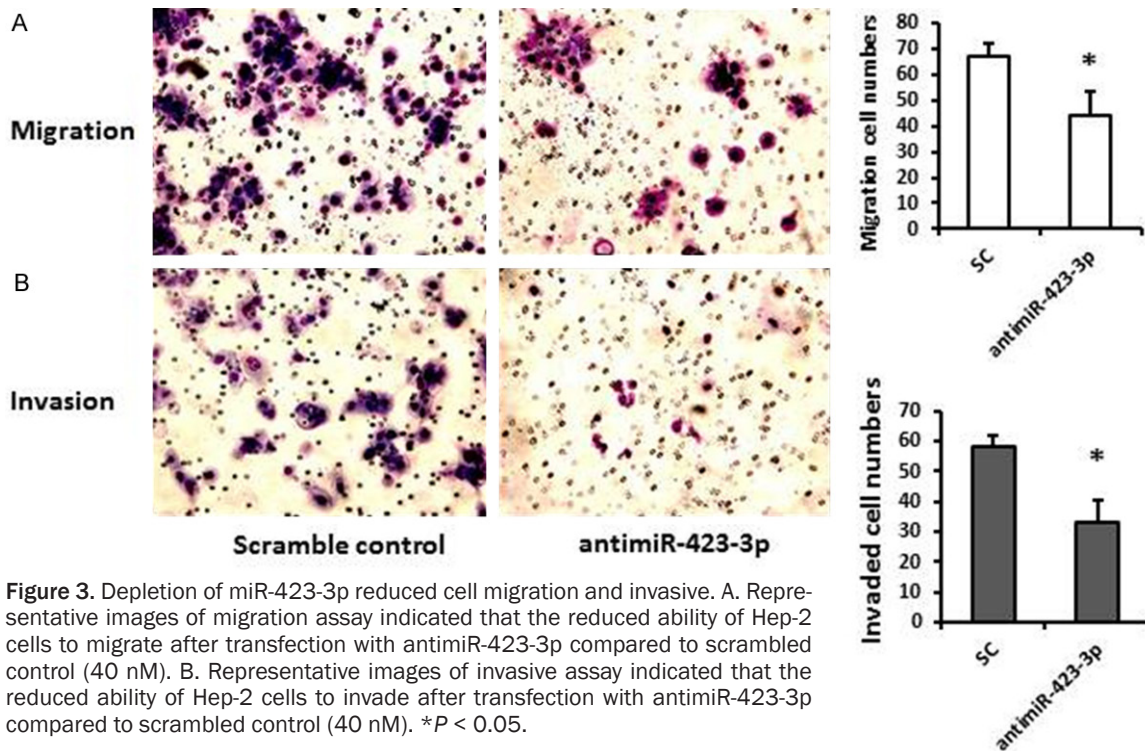 A
Migration
B
Invasion
Scramble control
antimiR-423-3p
80
70
60
50
40
30
20
10
0
Migration cell numbers
*
SC
antimiR-423-3p
70
60
50
40
30
20
10
0
Invaded cell numbers
*
SC
antimiR-423-3p
Figure 3. Depletion of miR-423-3p reduced cell migration and invasive. A. Repre-
sentative images of migration assay indicated that the reduced ability of Hep-2
cells to migrate after transfection with antimiR-423-3p compared to scrambled
control (40 nM). B. Representative images of invasive assay indicated that the
reduced ability of Hep-2 cells to invade after transfection with antimiR-423-3p
compared to scrambled control (40 nM). *P < 0.05.